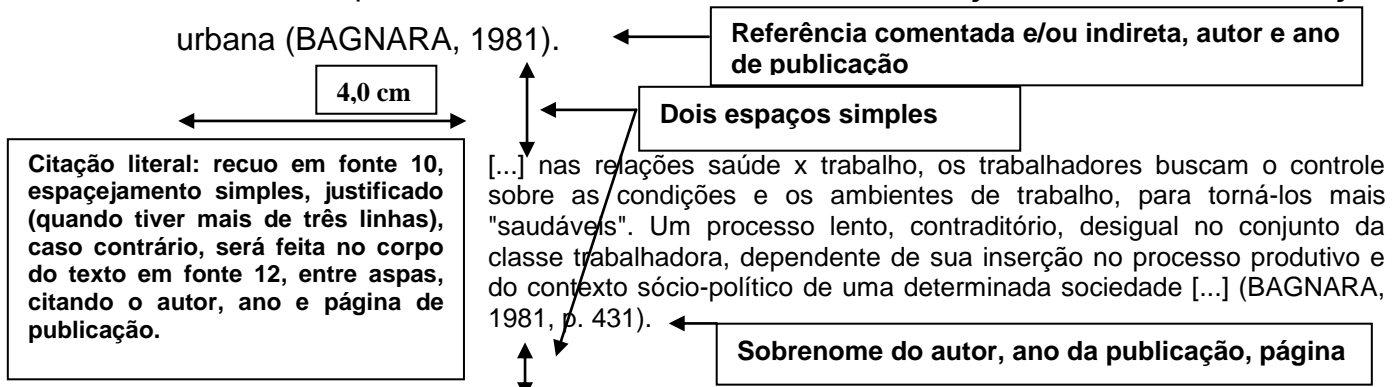 urbana (BAGNARA, 1981).
Referência comentada e/ou indireta, autor e ano
de publicação
4,0 cm
Dois espaços simples
Citação literal: recuo em fonte 10,
espaçejamento simples, justificado
(quando tiver mais de três linhas),
caso contrário, será feita no corpo
do texto em fonte 12, entre aspas,
citando o autor, ano e página de
publicação.
[...] nas relações saúde x trabalho, os trabalhadores buscam o controle
sobre as condições e os ambientes de trabalho, para torná-los mais
"saudáveis". Um processo lento, contraditório, desigual no conjunto da
classe trabalhadora, dependente de sua inserção no processo produtivo e
do contexto sócio-político de uma determinada sociedade [...] (BAGNARA,
1981, p. 431).
Sobrenome do autor, ano da publicação, página